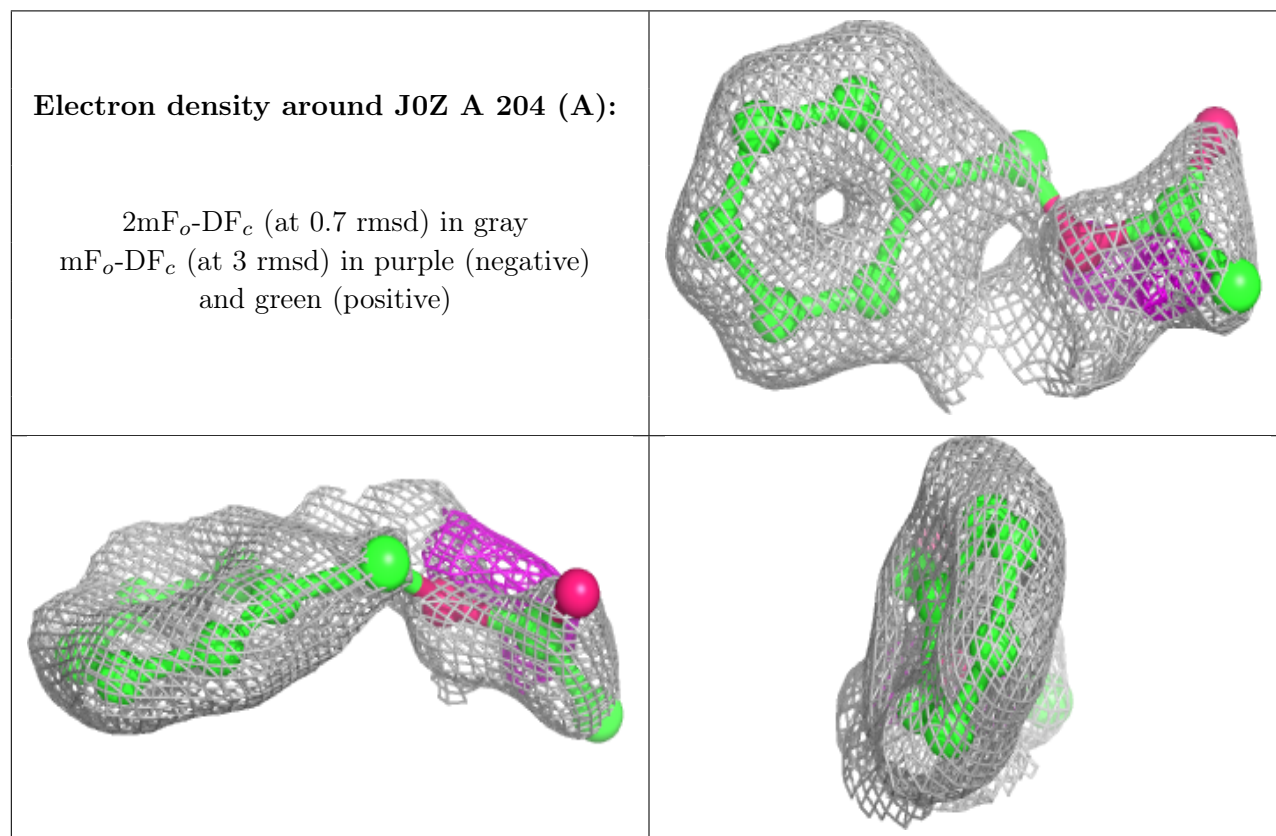 Electron density around J0Z A 204 (A):
2mFₒ-DF𝒸 (at 0.7 rmsd) in gray
mFₒ-DF𝒸 (at 3 rmsd) in purple (negative)
and green (positive)